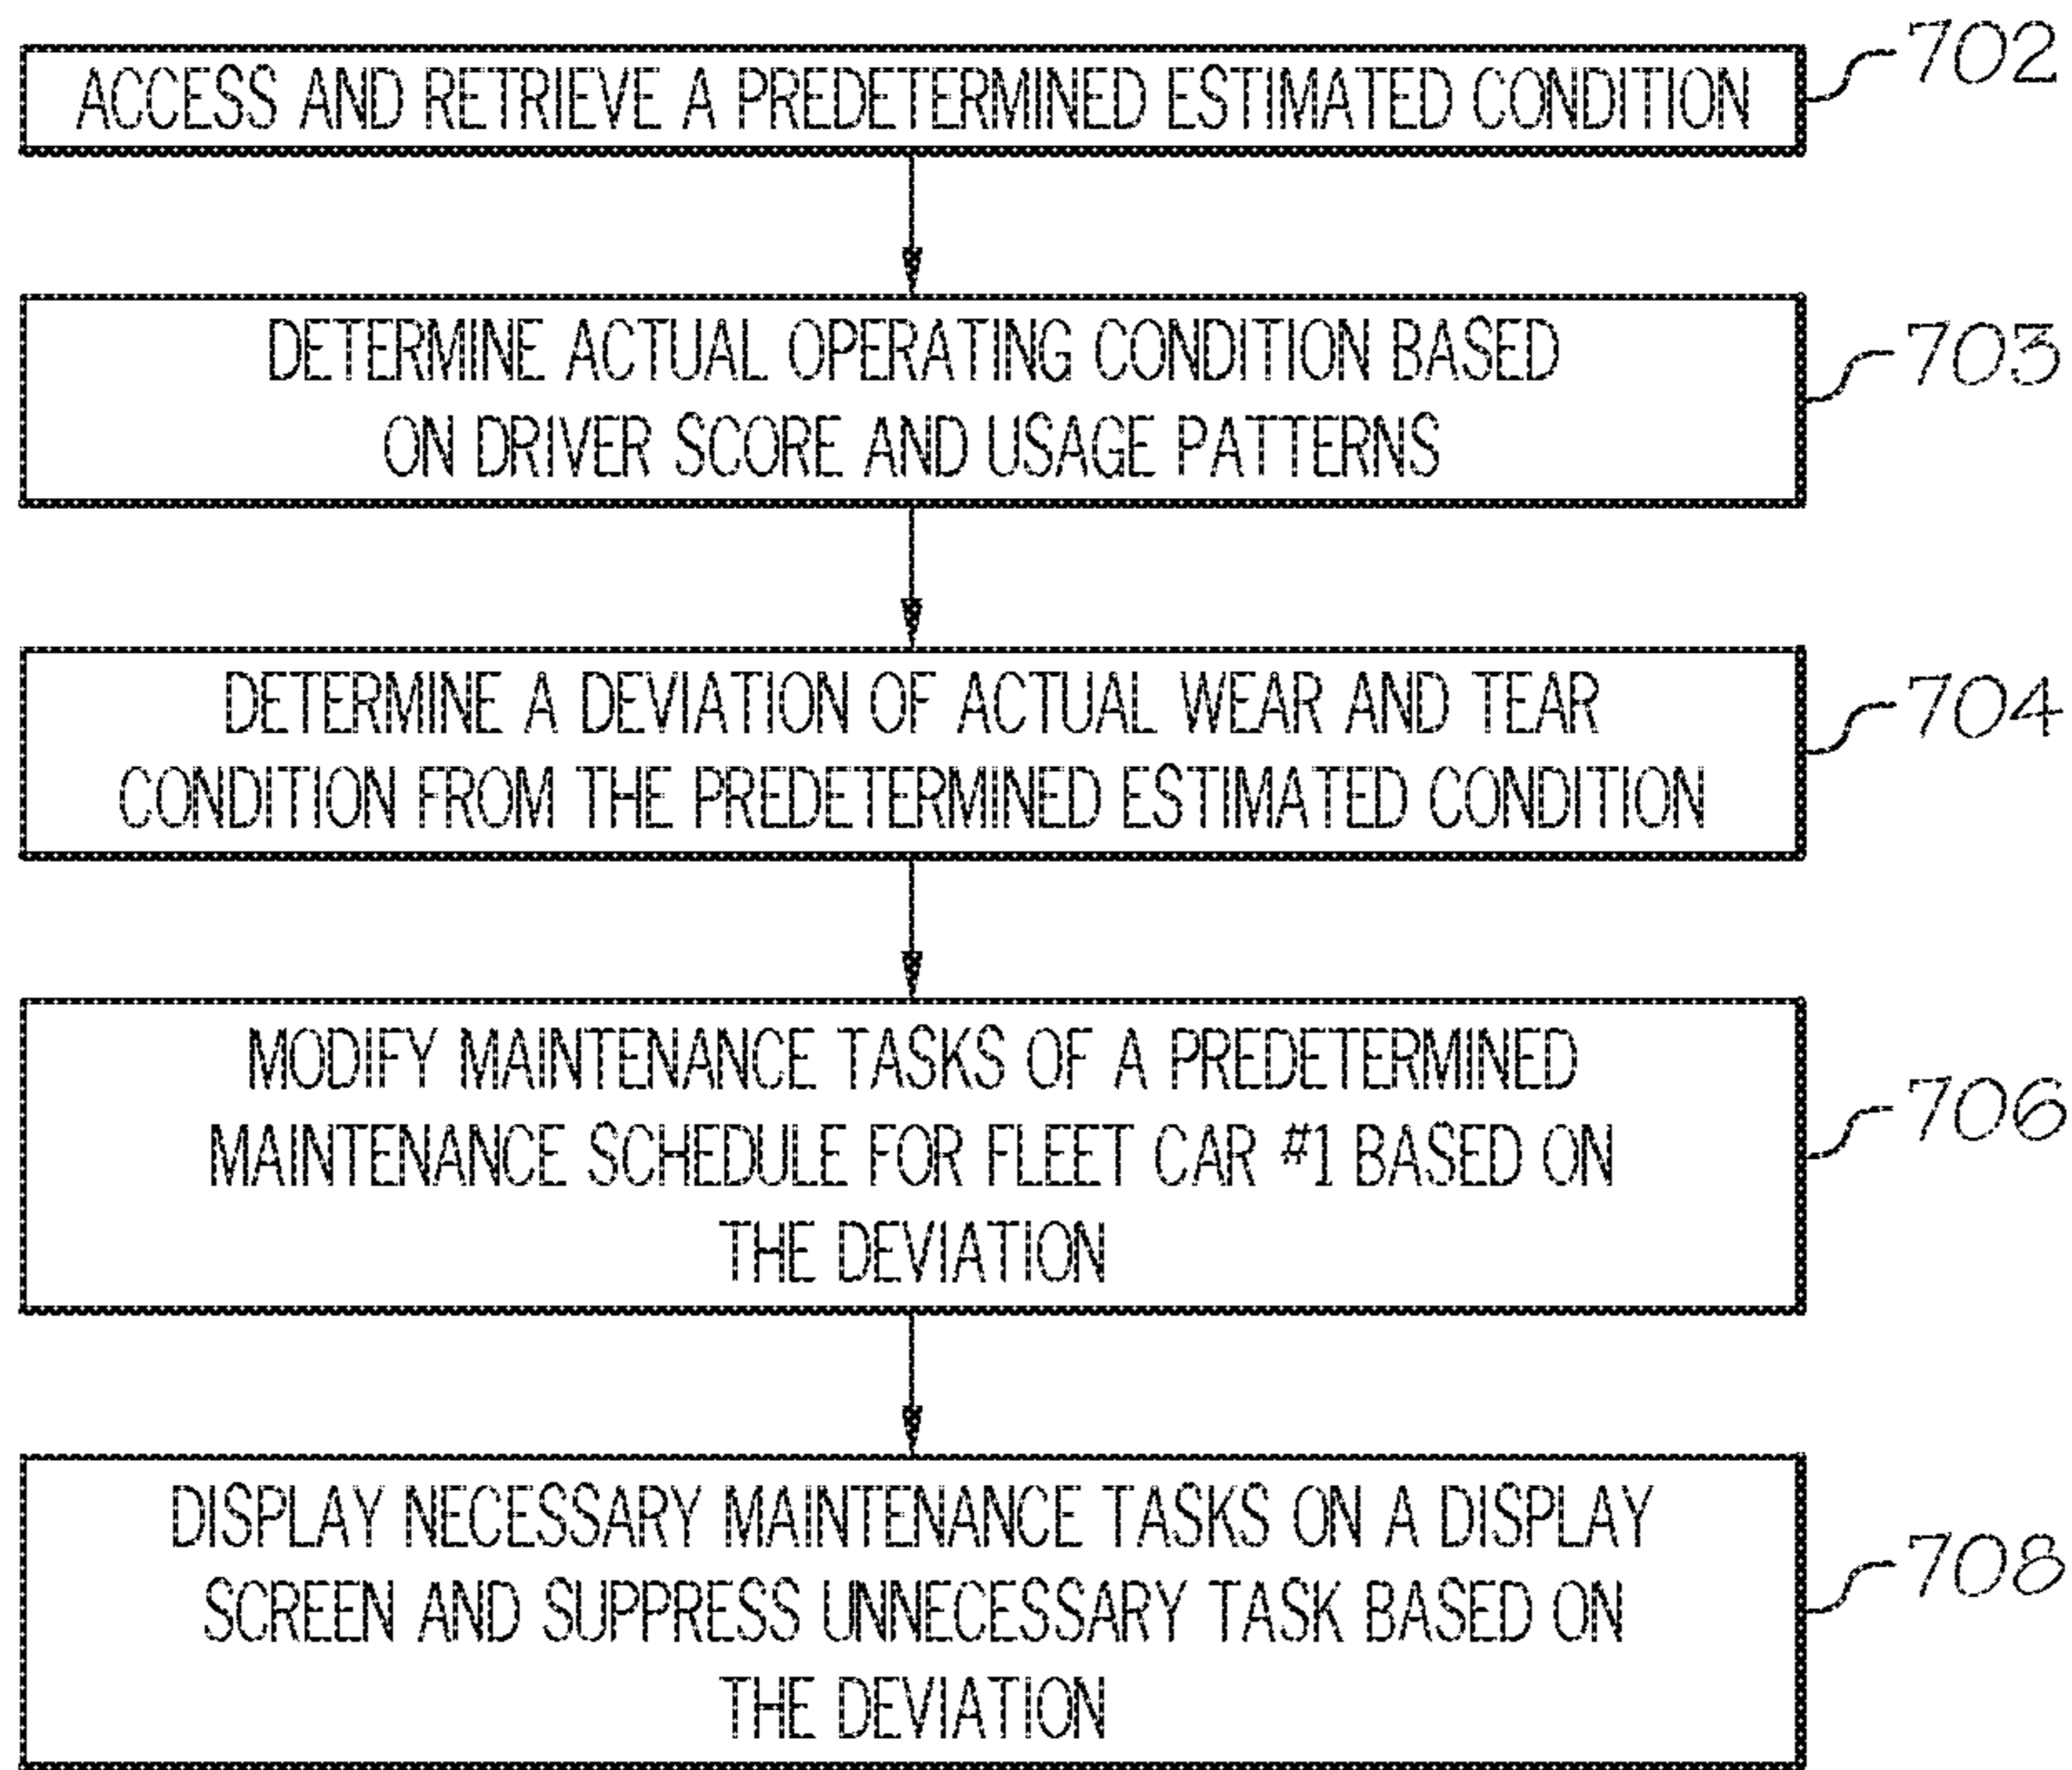 ACCESS AND RETRIEVE A PREDETERMINED ESTIMATED CONDITION
702
DETERMINE ACTUAL OPERATING CONDITION BASED
ON DRIVER SCORE AND USAGE PATTERNS
703
DETERMINE A DEVIATION OF ACTUAL WEAR AND TEAR
CONDITION FROM THE PREDETERMINED ESTIMATED CONDITION
704
MODIFY MAINTENANCE TASKS OF A PREDETERMINED
MAINTENANCE SCHEDULE FOR FLEET CAR #1 BASED ON
THE DEVIATION
706
DISPLAY NECESSARY MAINTENANCE TASKS ON A DISPLAY
SCREEN AND SUPPRESS UNNECESSARY TASK BASED ON
THE DEVIATION
708